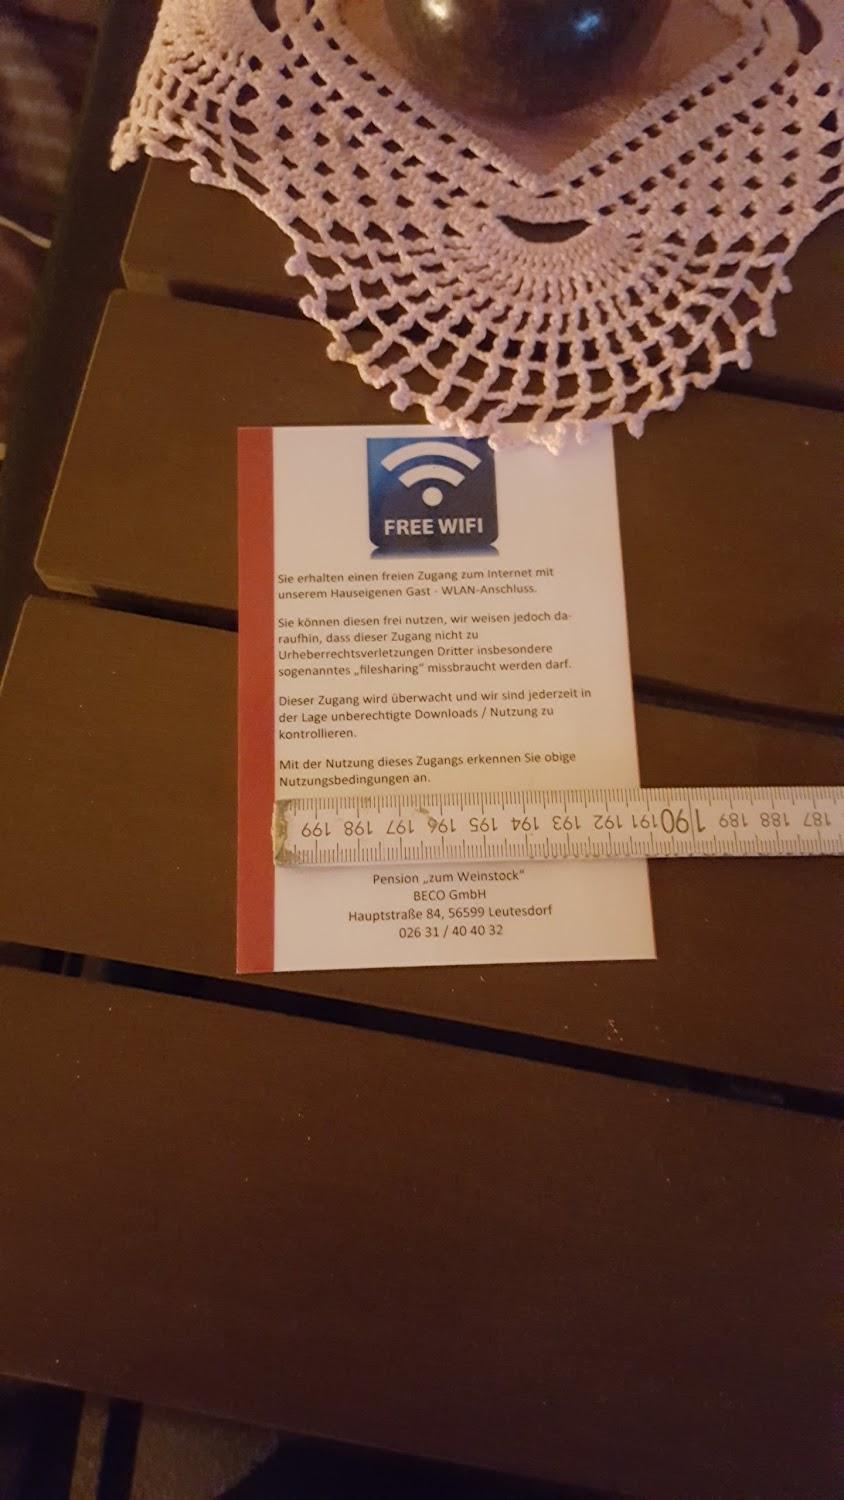 FREE WIFI
Sie erhalten einen freien Zugang zum Internet mit
unserem Hauseigenen Gast - WLAN-Anschluss.
Sie können diesen frei nutzen, wir weisen jedoch da-
raufhin, dass dieser Zugang nicht zu
Urheberrechtsverletzungen Dritter insbesondere
sogenanntes „filesharing“ missbraucht werden darf.
Dieser Zugang wird überwacht und wir sind jederzeit in
der Lage unberechtigte Downloads / Nutzung zu
kontrollieren.
Mit der Nutzung dieses Zugangs erkennen Sie obige
Nutzungsbedingungen an.
199 198 197 196 195 194 193 192 191 190 189 188 187
Pension „zum Weinstock“
BECO GmbH
Hauptstraße 84, 56599 Leutesdorf
026 31 / 40 40 32